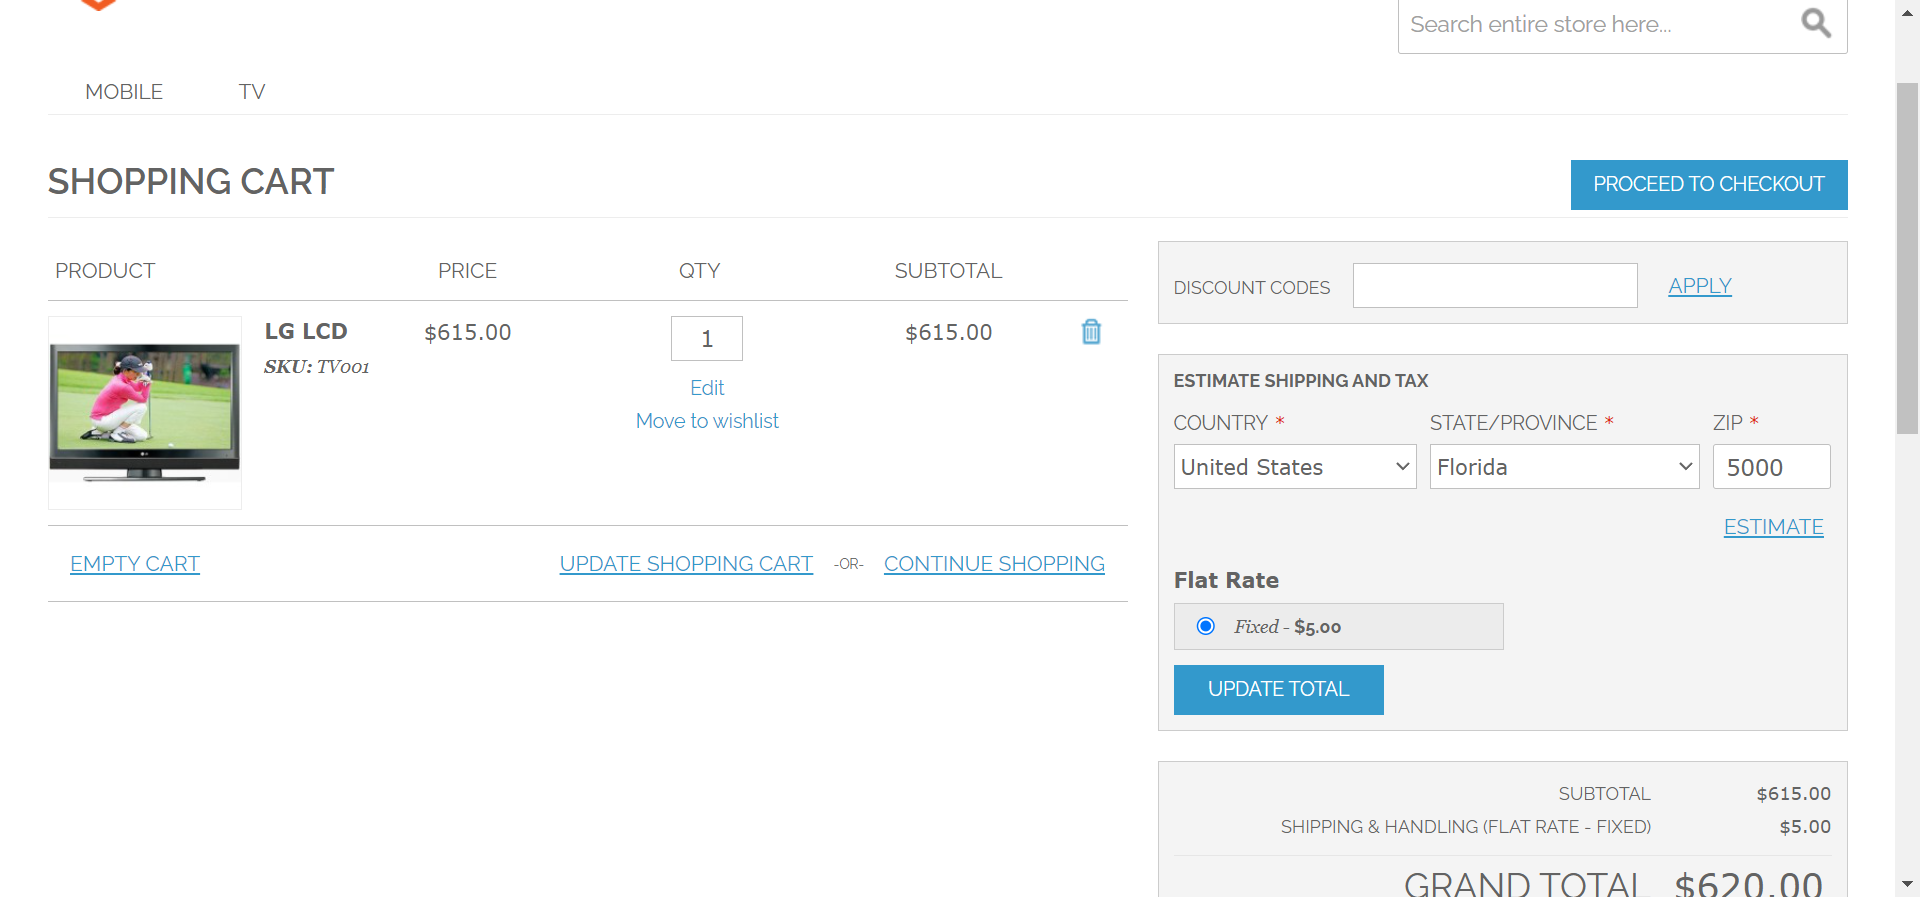 Search entire store here...
MOBILE TV
SHOPPING CART
PROCEED TO CHECKOUT
PRODUCT PRICE QTY SUBTOTAL
LG LCD $615.00 1 $615.00
SKU: TV001
Edit
Move to wishlist
EMPTY CART UPDATE SHOPPING CART -OR- CONTINUE SHOPPING
DISCOUNT CODES APPLY
ESTIMATE SHIPPING AND TAX
COUNTRY * STATE/PROVINCE * ZIP *
United States Florida 5000
ESTIMATE
Flat Rate
Fixed - $5.00
UPDATE TOTAL
SUBTOTAL $615.00
SHIPPING & HANDLING (FLAT RATE - FIXED) $5.00
GRAND TOTAL $620.00